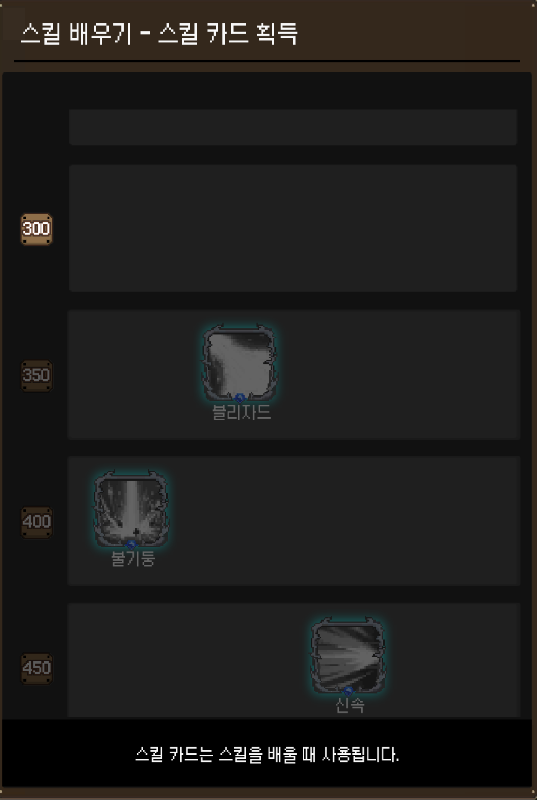 스킬 배우기 - 스킬 카드 획득
300
350
블리자드
400
불기둥
450
신속
스킬 카드는 스킬을 배울 때 사용됩니다.